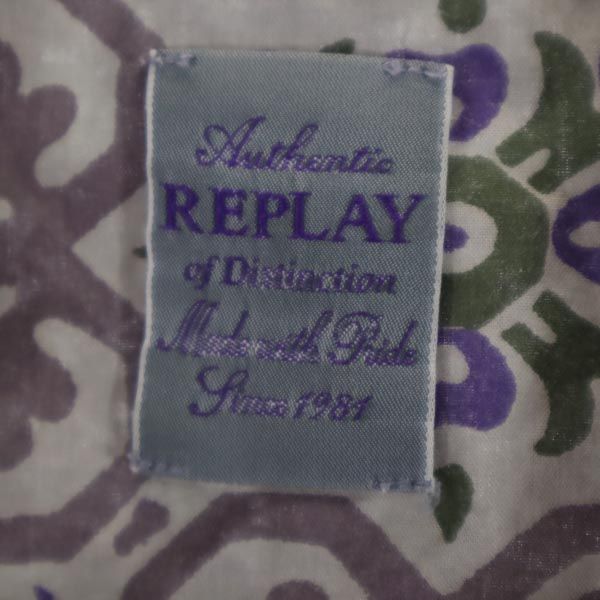 Authentic
REPLAY
of Distinction
Made with Pride
Since 1981